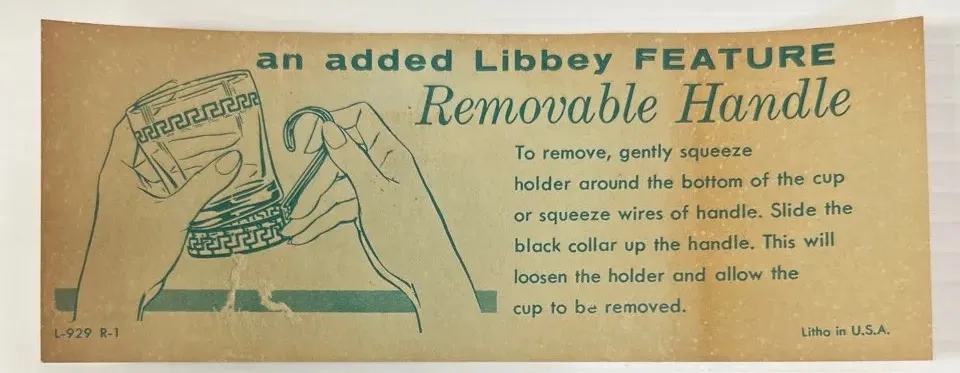 an added Libbey FEATURE
Removable Handle
To remove, gently squeeze
holder around the bottom of the cup
or squeeze wires of handle. Slide the
black collar up the handle. This will
loosen the holder and allow the
cup to be removed.
L-929 R-1
Litho in U.S.A.